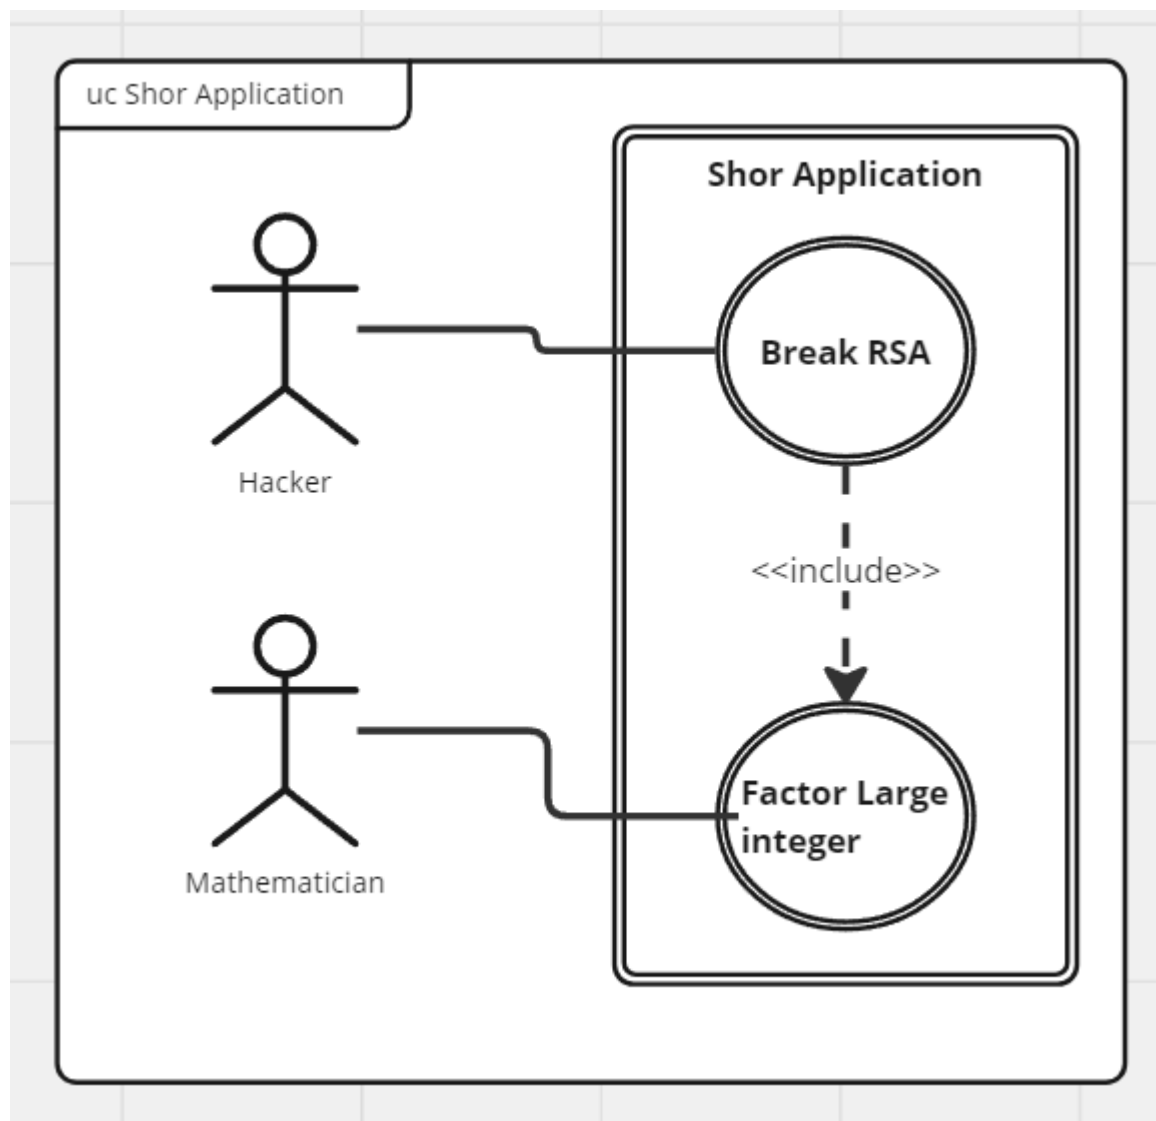 uc Shor Application
Shor Application
Break RSA
Hacker
<<include>>
Factor Large
integer
Mathematician